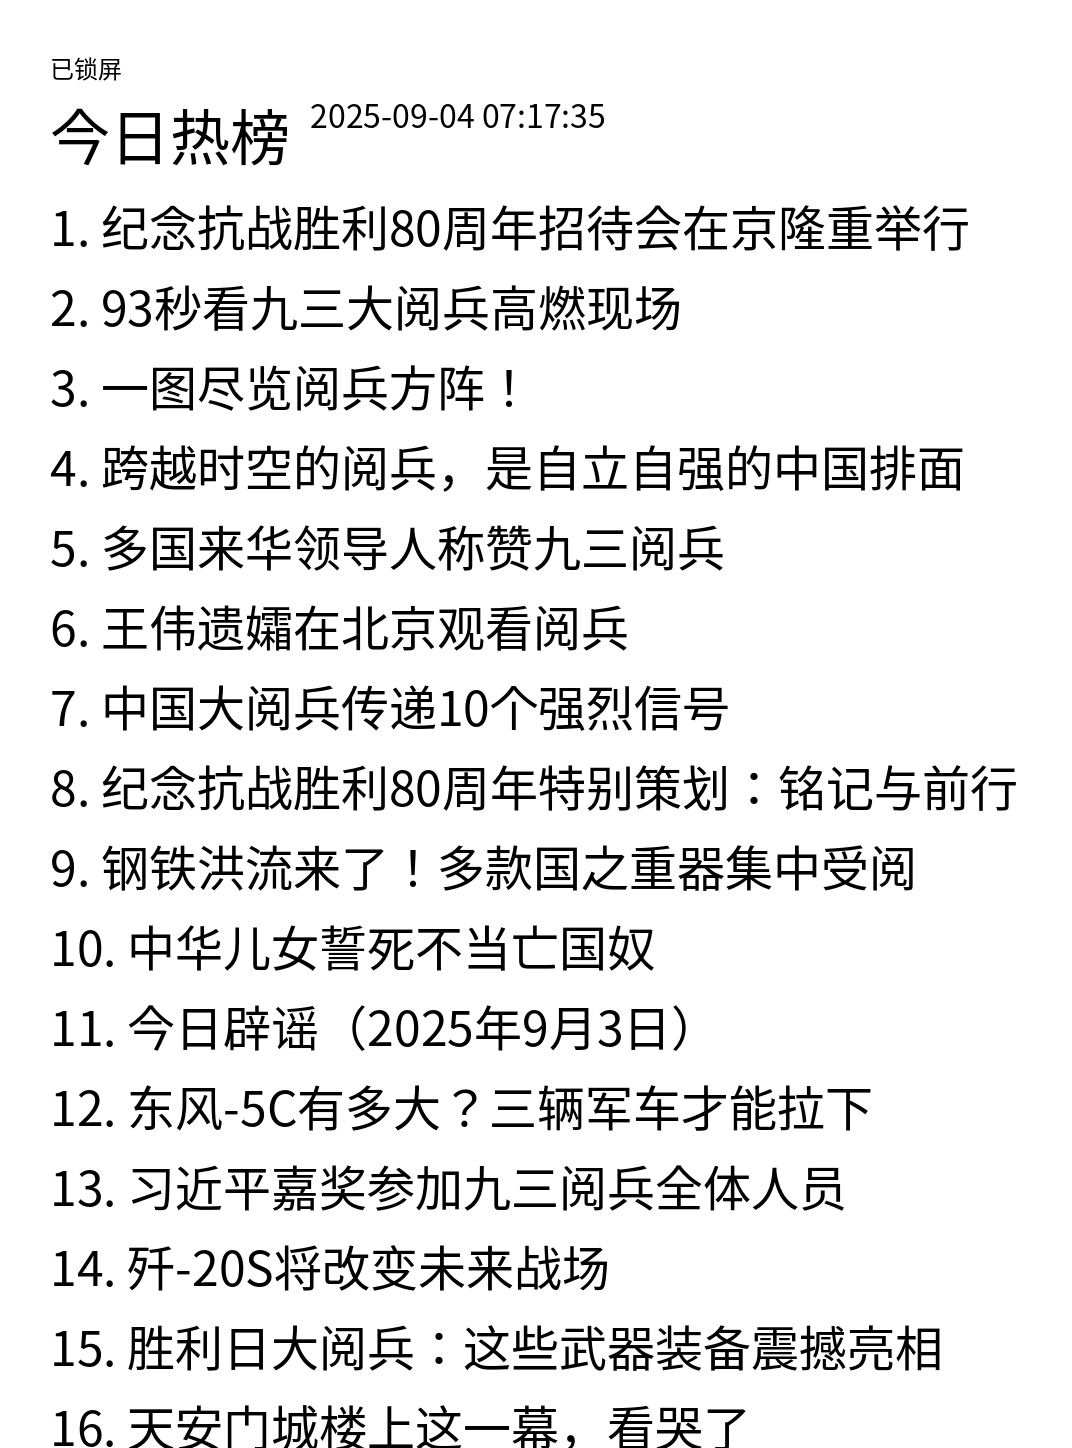 已锁屏
今日热榜 2025-09-04 07:17:35
1. 纪念抗战胜利80周年招待会在京隆重举行
2. 93秒看九三大阅兵高燃现场
3. 一图尽览阅兵方阵！
4. 跨越时空的阅兵，是自立自强的中国排面
5. 多国来华领导人称赞九三阅兵
6. 王伟遗孀在北京观看阅兵
7. 中国大阅兵传递10个强烈信号
8. 纪念抗战胜利80周年特别策划：铭记与前行
9. 钢铁洪流来了！多款国之重器集中受阅
10. 中华儿女誓死不当亡国奴
11. 今日辟谣（2025年9月3日）
12. 东风-5C有多大？三辆军车才能拉下
13. 习近平嘉奖参加九三阅兵全体人员
14. 歼-20S将改变未来战场
15. 胜利日大阅兵：这些武器装备震撼亮相
16. 天安门城楼上这一幕，看哭了